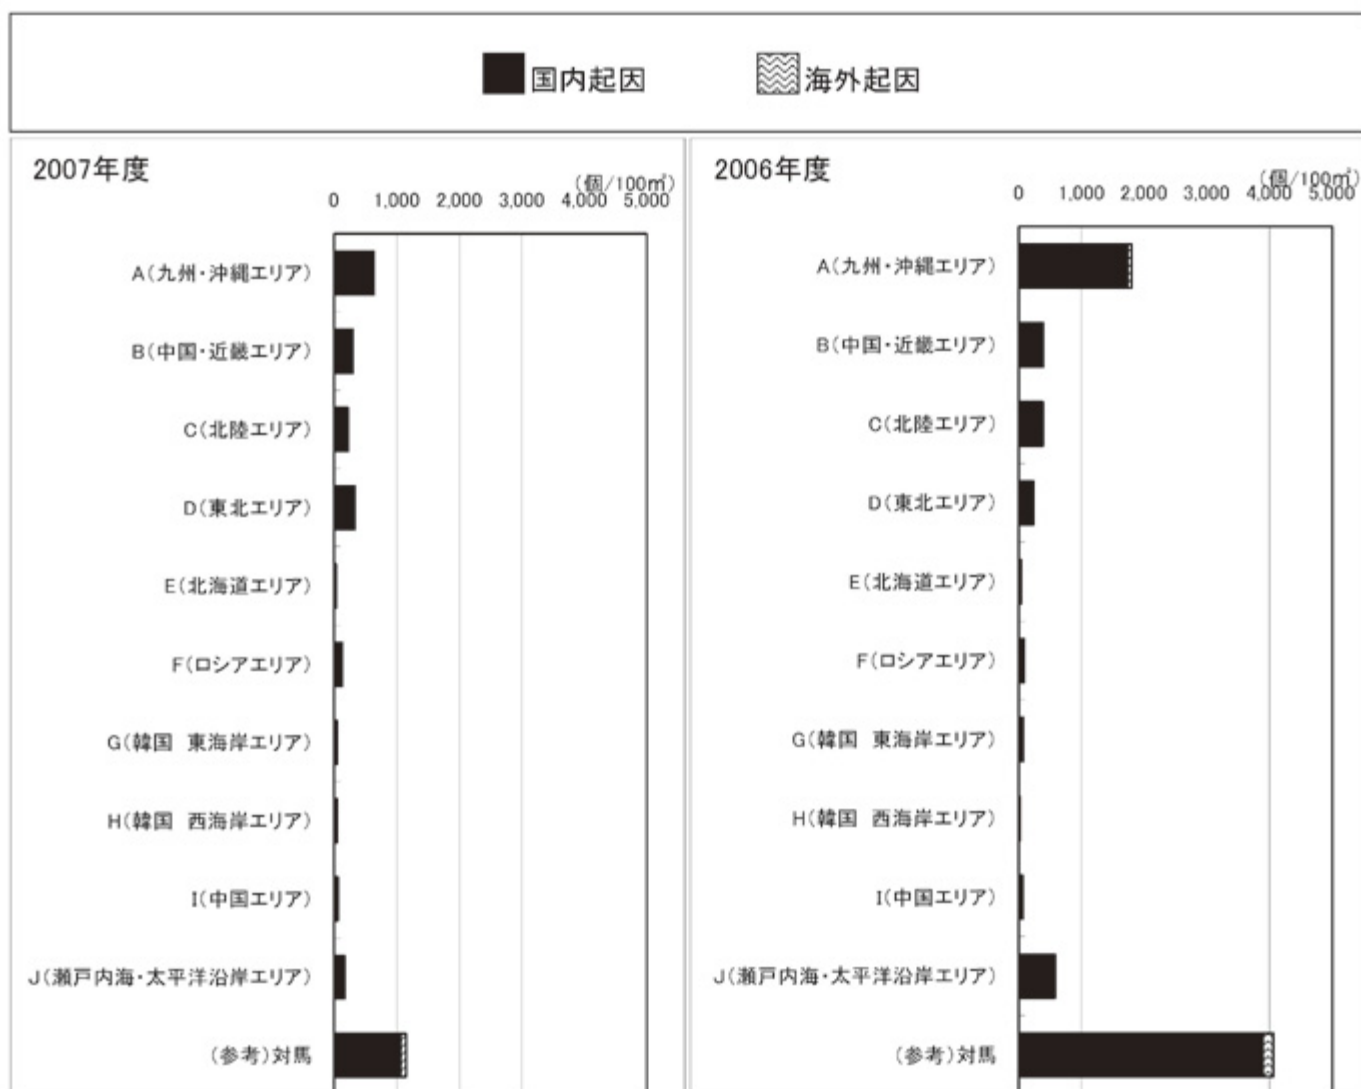 国内起因 海外起因
2007年度
(個/100㎡)
0 1,000 2,000 3,000 4,000 5,000
A(九州・沖縄エリア)
B(中国・近畿エリア)
C(北陸エリア)
D(東北エリア)
E(北海道エリア)
F(ロシアエリア)
G(韓国 東海岸エリア)
H(韓国 西海岸エリア)
I(中国エリア)
J(瀬戸内海・太平洋沿岸エリア)
(参考)対馬
2006年度
(個/100㎡)
0 1,000 2,000 3,000 4,000 5,000
A(九州・沖縄エリア)
B(中国・近畿エリア)
C(北陸エリア)
D(東北エリア)
E(北海道エリア)
F(ロシアエリア)
G(韓国 東海岸エリア)
H(韓国 西海岸エリア)
I(中国エリア)
J(瀬戸内海・太平洋沿岸エリア)
(参考)対馬